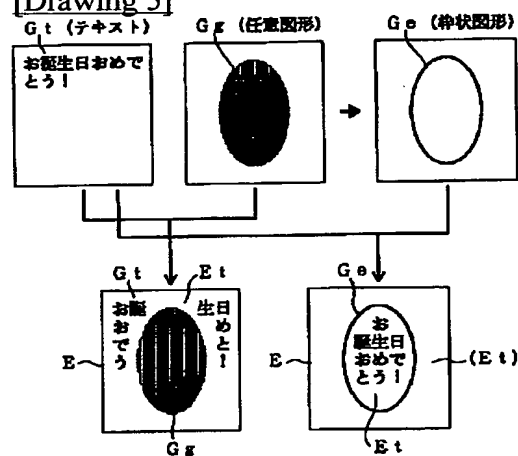 [Drawing 5]
Gt (テキスト) Gg (任意図形) Ge (枠状図形)
お誕生日おめで
とう！
Gt Et Ge
お誕 生日
お め
で と
う ！
お
誕生日
おめで
とう！
E E (Et)
Gg Et